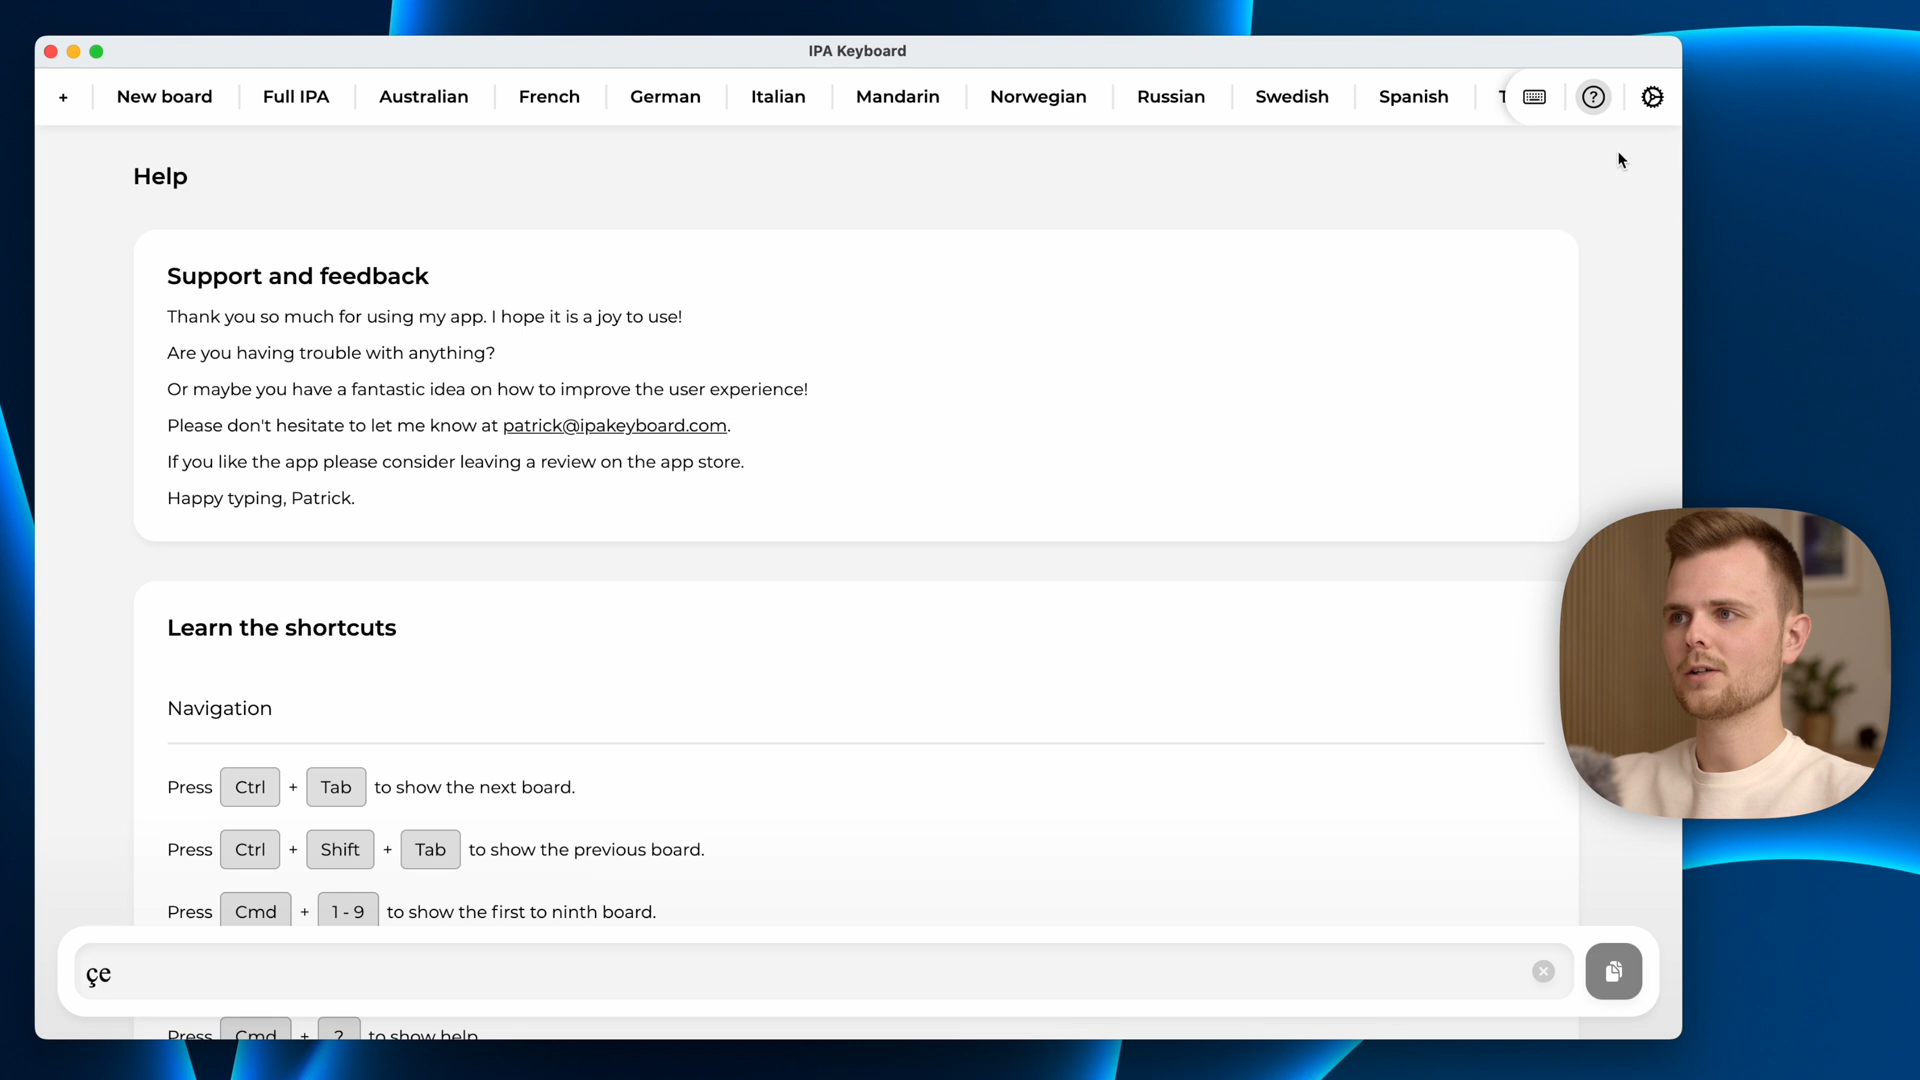 IPA Keyboard
+ New board Full IPA Australian French German Italian Mandarin Norwegian Russian Swedish Spanish
Help
Support and feedback
Thank you so much for using my app. I hope it is a joy to use!
Are you having trouble with anything?
Or maybe you have a fantastic idea on how to improve the user experience!
Please don't hesitate to let me know at patrick@ipakeyboard.com.
If you like the app please consider leaving a review on the app store.
Happy typing, Patrick.
Learn the shortcuts
Navigation
Press Ctrl + Tab to show the next board.
Press Ctrl + Shift + Tab to show the previous board.
Press Cmd + 1 - 9 to show the first to ninth board.
çe
Press Cmd + ? to show help